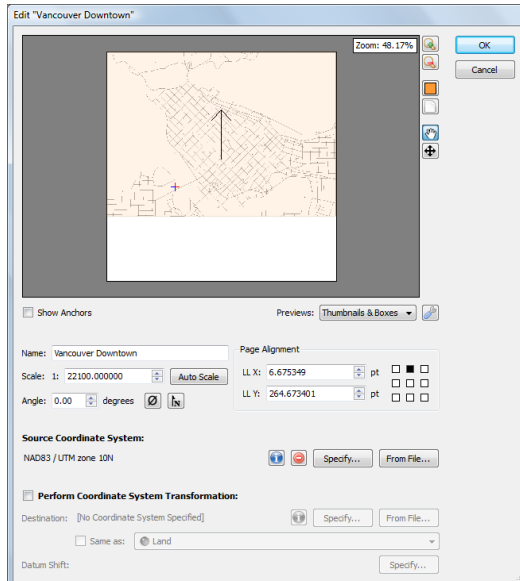 Edit "Vancouver Downtown"
Zoom: 48.17%
OK
Cancel
Show Anchors
Previews: Thumbnails & Boxes
Name: Vancouver Downtown
Page Alignment
Scale: 1: 22100.000000 Auto Scale
LL X: 6.675349 pt
Angle: 0.00 degrees Ø N
LL Y: 264.673401 pt
Source Coordinate System:
NAD83 / UTM zone 10N Specify... From File...
Perform Coordinate System Transformation:
Destination: [No Coordinate System Specified] Specify... From File...
Same as: Land
Datum Shift: Specify...